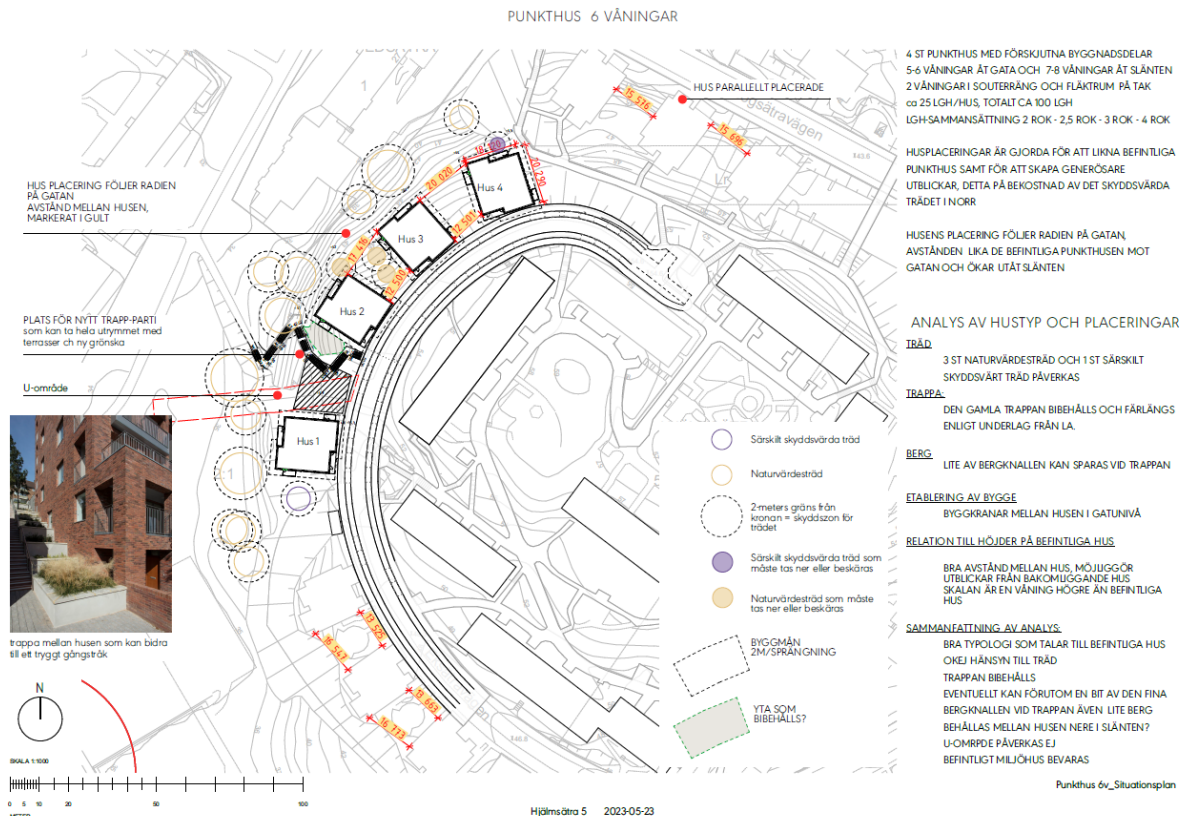 PUNKTHUS 6 VÅNINGAR
4 ST PUNKTHUS MED FÖRSKJUTNA BYGGNADSDELAR
5-6 VÅNINGAR ÅT GATA OCH 7-8 VÅNINGAR ÅT SLÄNTEN
2 VÅNINGAR I SOUTERRÄNG OCH FLÄKTRUM PÅ TAK
ca 25 LGH/HUS, TOTALT CA 100 LGH
LGH-SAMMANSÄTTNING 2 ROK - 2,5 ROK - 3 ROK - 4 ROK
HUSPLACERINGAR ÄR GJORDA FÖR ATT LIKNA BEFINTLIGA
PUNKTHUS SAMT FÖR ATT SKAPA GENERÖSARE
UTBLICKAR, DETTA PÅ BEKOSTNAD AV DET SKYDDSVÄRDA
TRÄDET I NORR
HUSENS PLACERING FÖLJER RADIEN PÅ GATAN,
AVSTÅNDEN LIKA DE BEFINTLIGA PUNKTHUSEN MOT
GATAN OCH ÖKAR UTÅT SLÄNTEN
ANALYS AV HUSTYP OCH PLACERINGAR
TRÄD
3 ST NATURVÄRDESTRÄD OCH 1 ST SÄRSKILT
SKYDDSVÄRT TRÄD PÅVERKAS
TRAPPA:
DEN GAMLA TRAPPAN BIBEHÅLLS OCH FÄRLÄNGS
ENLIGT UNDERLAG FRÅN LA.
BERG
LITE AV BERGKNALLEN KAN SPARAS VID TRAPPAN
ETABLERING AV BYGGE
BYGGKRANAR MELLAN HUSEN I GATUNIVÅ
RELATION TILL HÖJDER PÅ BEFINTLIGA HUS
BRA AVSTÅND MELLAN HUS, MÖJLIGGÖR
UTBLICKAR FRÅN BAKOMLIGGANDE HUS
SKALAN ÄR EN VÅNING HÖGRE ÄN BEFINTLIGA
HUS
SAMMANFATTNING AV ANALYS:
BRA TYPOLOGI SOM TALAR TILL BEFINTLIGA HUS
OKEJ HÄNSYN TILL TRÄD
TRAPPAN BIBEHÅLLS
EVENTUELLT KAN FÖRUTOM EN BIT AV DEN FINA
BERGKNALLEN VID TRAPPAN ÄVEN LITE BERG
BEHÅLLAS MELLAN HUSEN NERE I SLÄNTEN?
U-OMRPDE PÅVERKAS EJ
BEFINTLIGT MILJÖHUS BEVARAS
Punkthus 6v_Situationsplan
HUS PARALLELLT PLACERADE
15 576
15 696
HUS PLACERING FÖLJER RADIEN
PÅ GATAN
AVSTÅND MELLAN HUSEN,
MARKERAT I GULT
PLATS FÖR NYTT TRAPP-PARTI
som kan ta hela utrymmet med
terrasser ch ny grönska
U-område
20 020
20 290
12 501
17 416
12 500
Hus 4
Hus 3
Hus 2
Hus 1
13 525
16 547
13 663
16 773
Särskilt skyddsvärda träd
Naturvärdesträd
2-meters gräns från
kronan = skyddszon för
trädet
Särskilt skyddsvärda träd som
måste tas ner eller beskäras
Naturvärdesträd som måste
tas ner eller beskäras
BYGGMÅN
2M/SPRÄNGNING
YTA SOM
BIBEHÅLLS?
trappa mellan husen som kan bidra
till ett tryggt gångstråk
N
SKALA 1:1000
0 5 10 20 50 100
METER
Hjälmsätra 5 2023-05-23